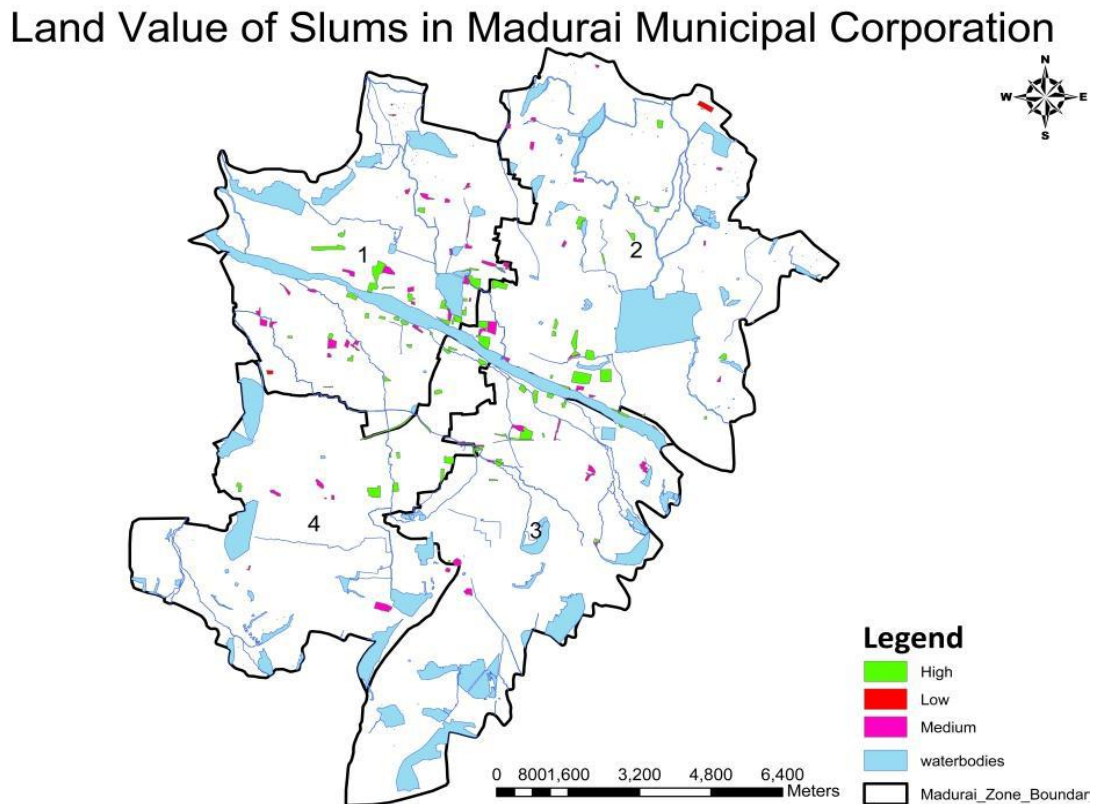 Land Value of Slums in Madurai Municipal Corporation
N
W E
S
1
2
3
4
Legend
High
Low
Medium
waterbodies
Madurai_Zone_Boundar
0 8001,600 3,200 4,800 6,400
Meters